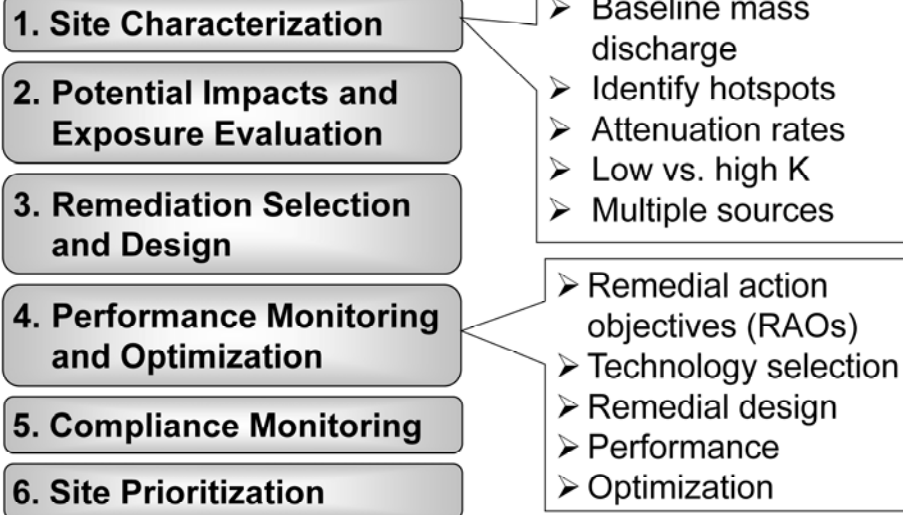 1. Site Characterization
2. Potential Impacts and
Exposure Evaluation
3. Remediation Selection
and Design
4. Performance Monitoring
and Optimization
5. Compliance Monitoring
6. Site Prioritization
➢ Baseline mass
discharge
➢ Identify hotspots
➢ Attenuation rates
➢ Low vs. high K
➢ Multiple sources
➢ Remedial action
objectives (RAOs)
➢ Technology selection
➢ Remedial design
➢ Performance
➢ Optimization